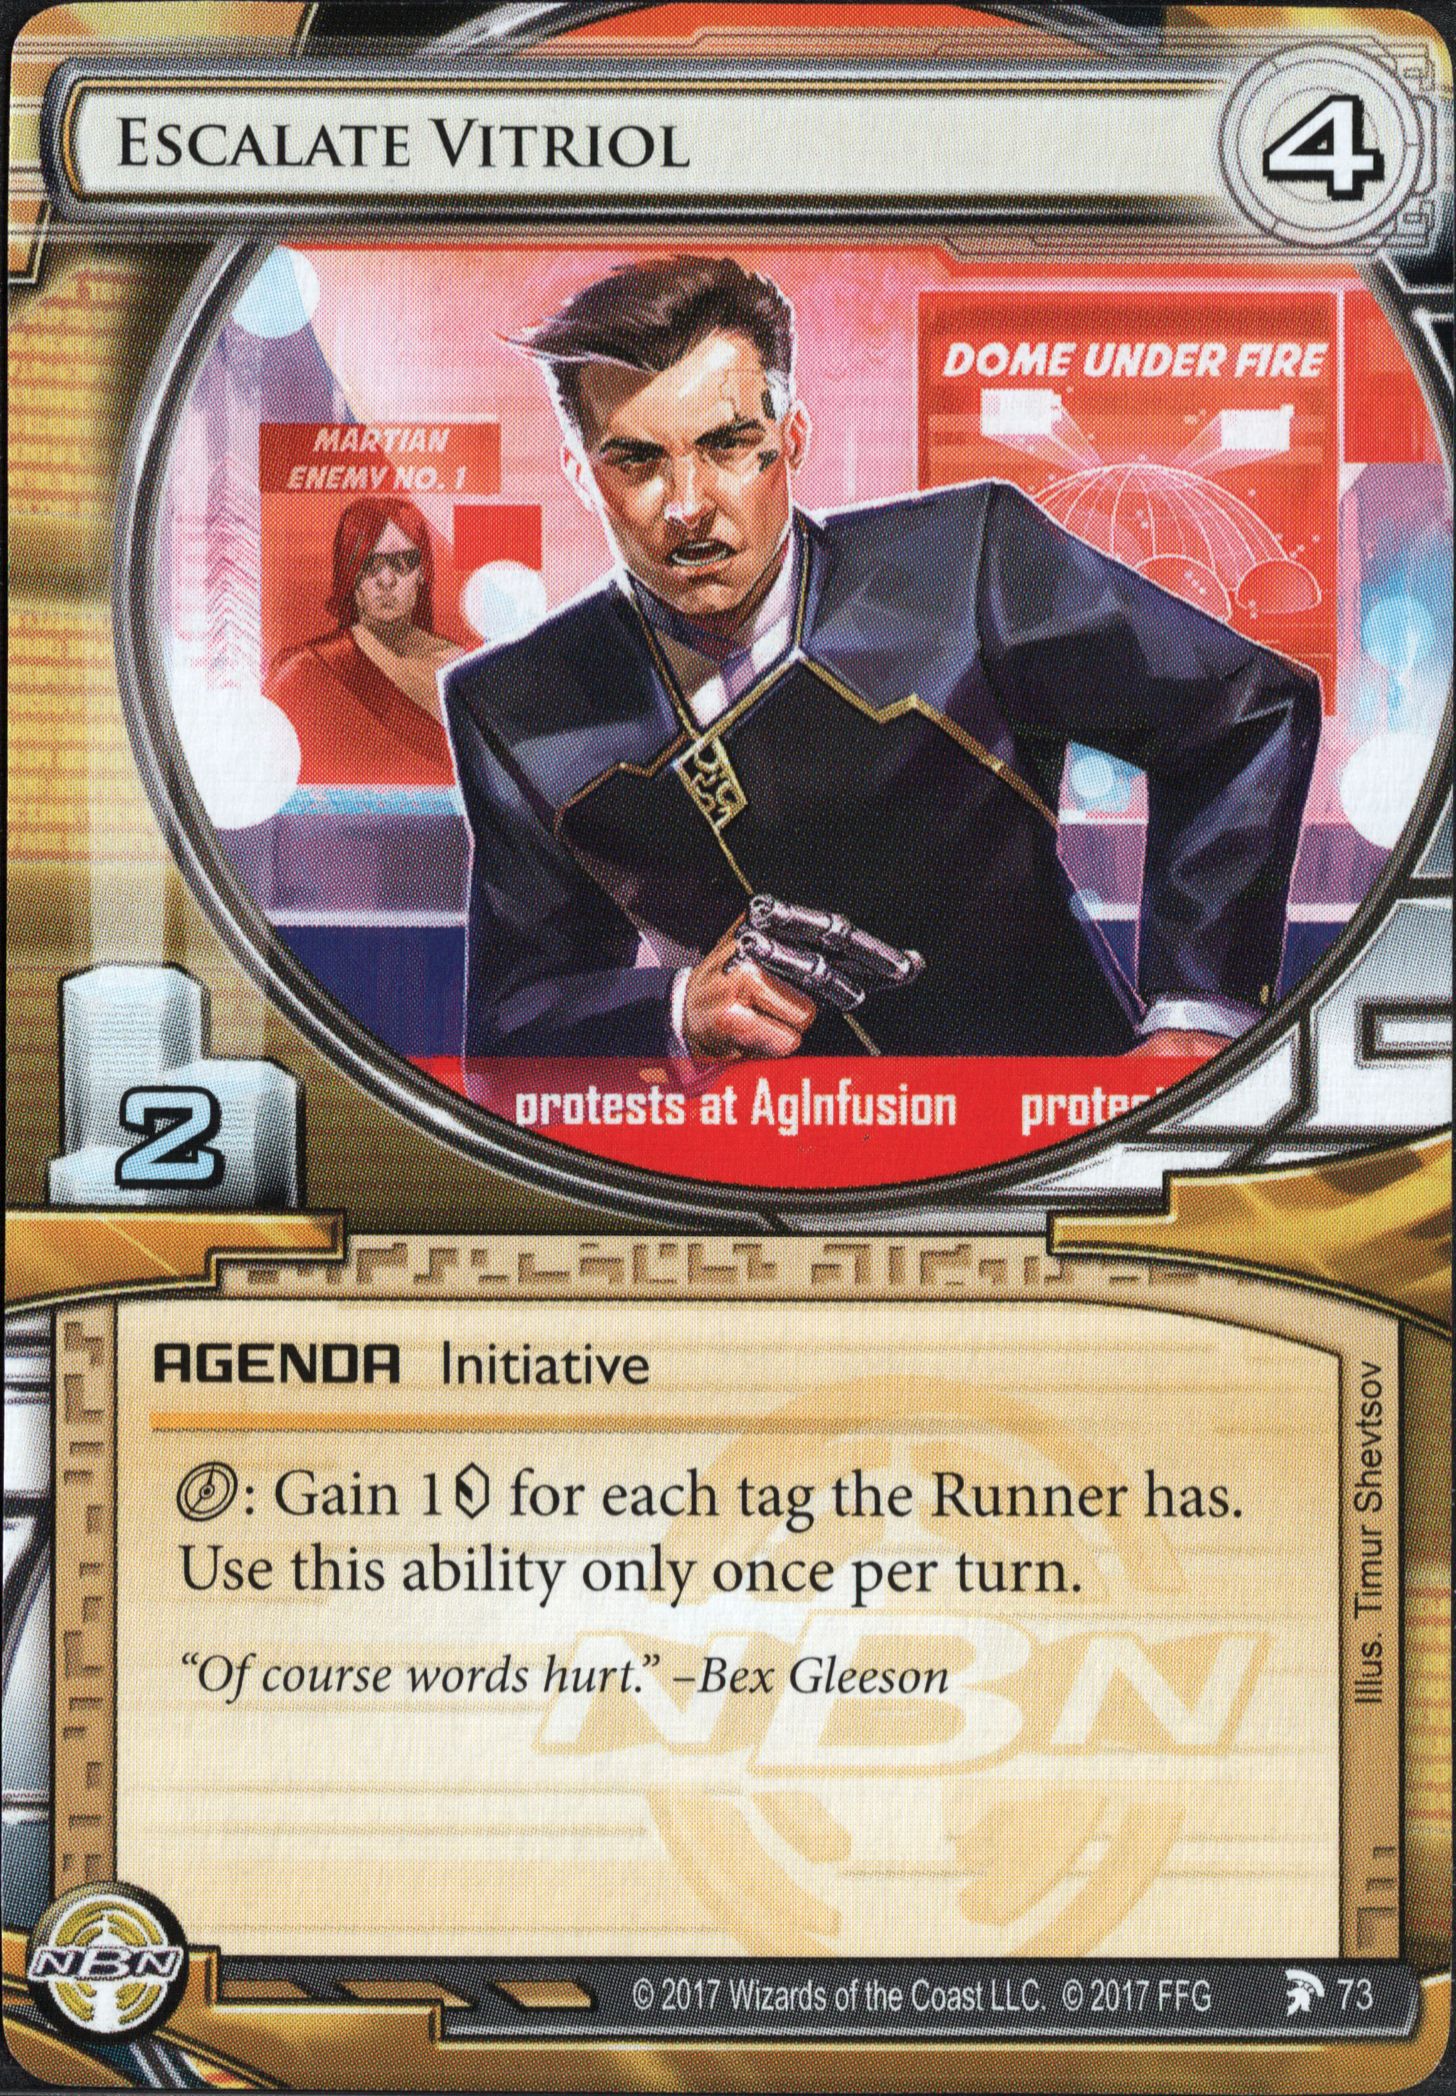 Escalate Vitriol
4
DOME UNDER FIRE
MARTIAN
ENEMY NO. 1
protests at AgInfusion protes
2
AGENDA Initiative
: Gain 1 for each tag the Runner has.
Use this ability only once per turn.
“Of course words hurt.” –Bex Gleeson
NBN
Illus. Timur Shevtsov
NBN
© 2017 Wizards of the Coast LLC. © 2017 FFG
73